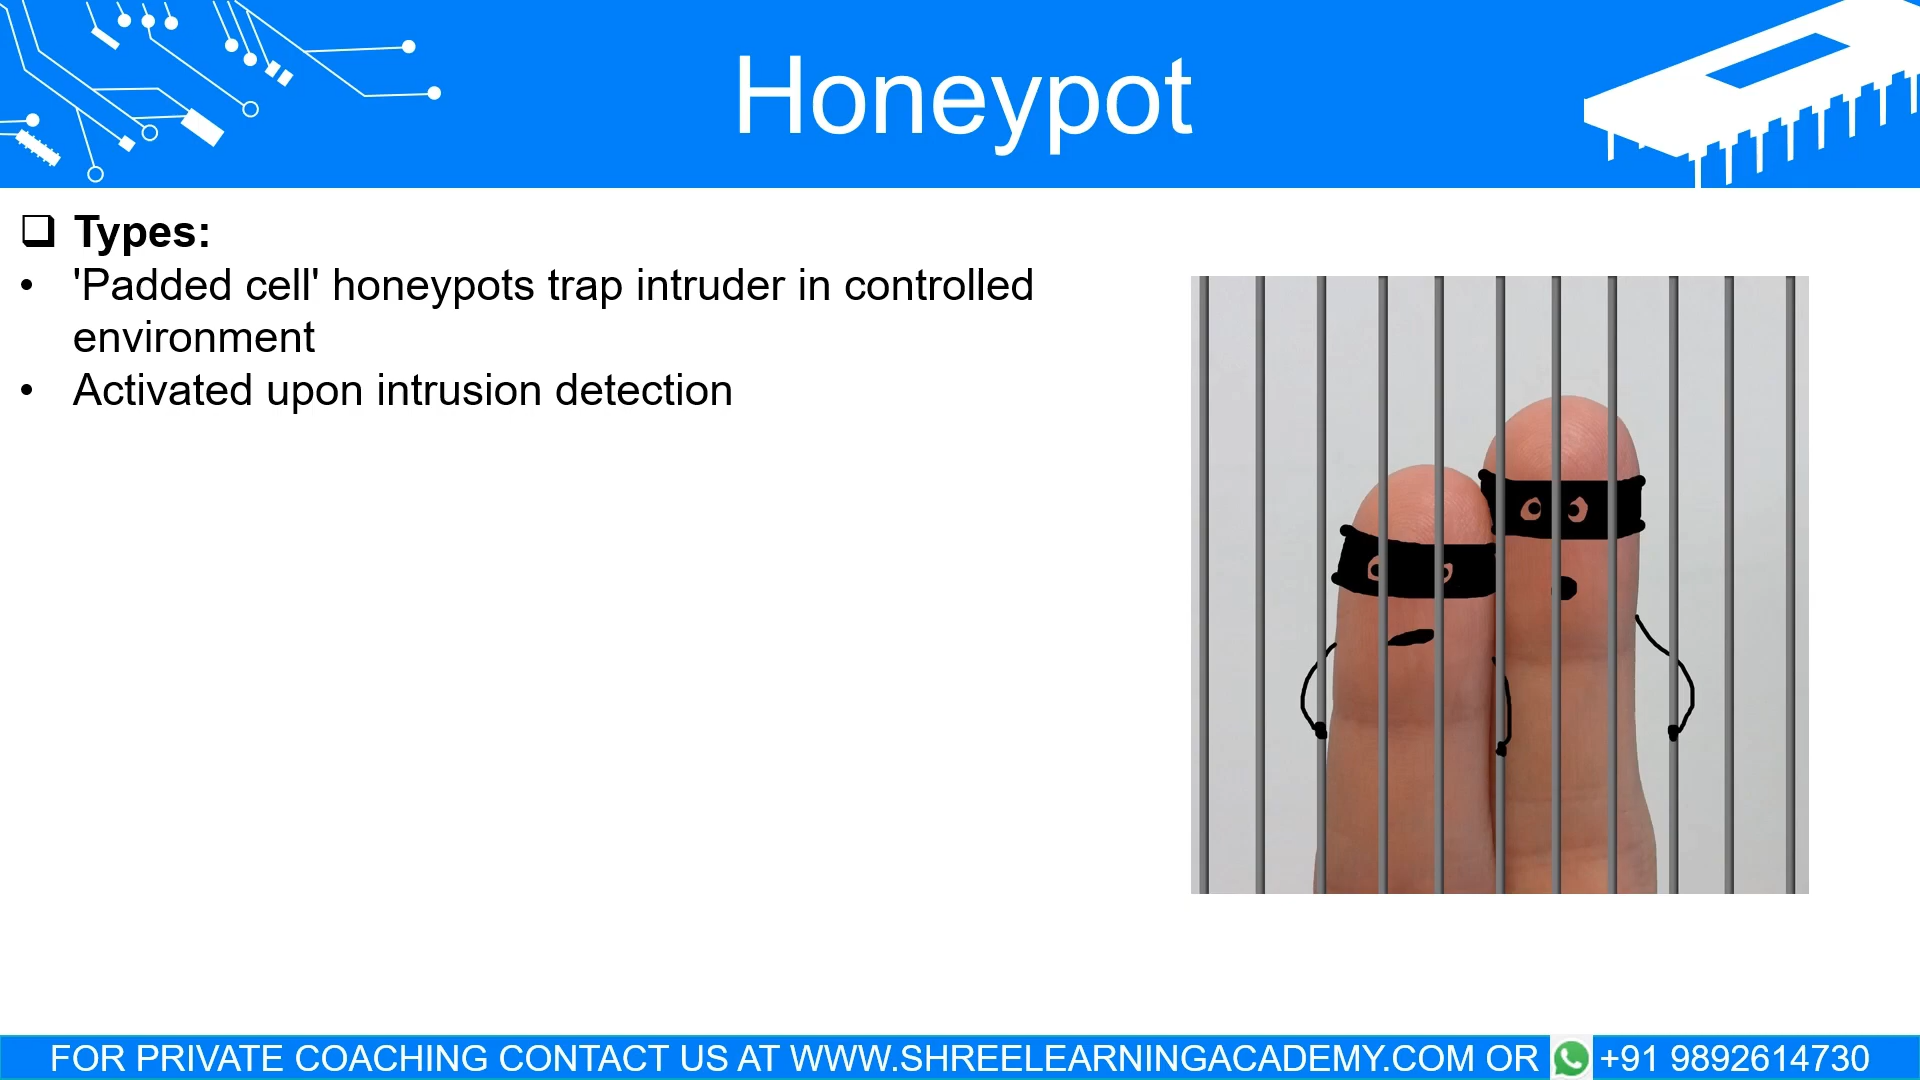 Honeypot
❑ Types:
• 'Padded cell' honeypots trap intruder in controlled
environment
• Activated upon intrusion detection
FOR PRIVATE COACHING CONTACT US AT WWW.SHREELEARNINGACADEMY.COM OR +91 9892614730